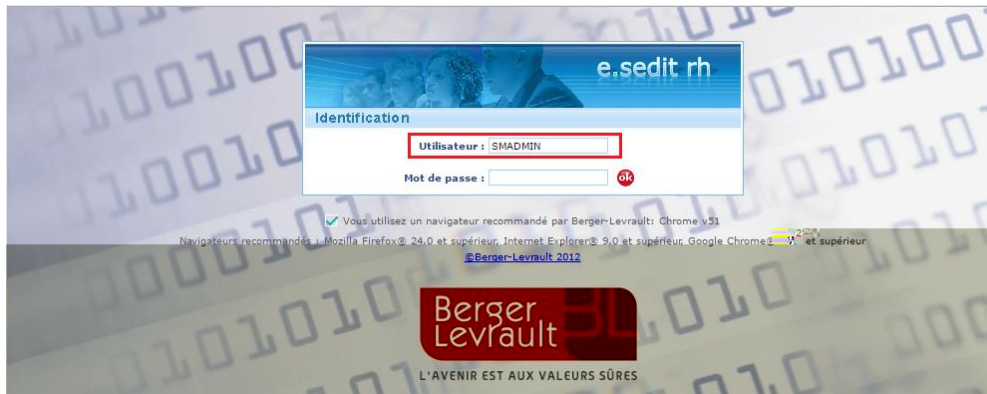 e.sedit rh
Identification
Utilisateur : SMADMIN
Mot de passe : ok
Vous utilisez un navigateur recommandé par Berger-Levrault: Chrome v51
Navigateurs recommandés : Mozilla Firefox® 24.0 et supérieur, Internet Explorer® 9.0 et supérieur, Google Chrome® et supérieur
©Berger-Levrault 2012
Berger
Levrault
L'AVENIR EST AUX VALEURS SÛRES